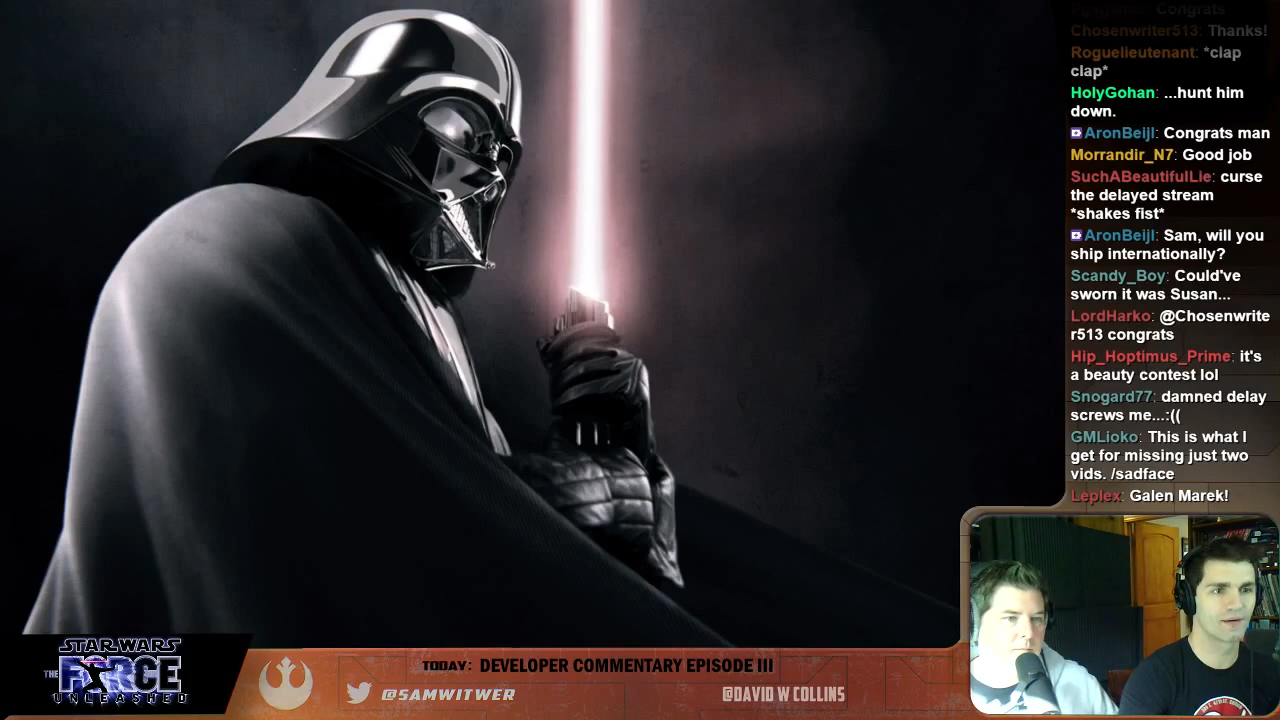 Congrats
Chosenwriter513: Thanks!
Roguelieutenant: *clap
clap*
HolyGohan: ...hunt him
down.
AronBeijl: Congrats man
Morrandir_N7: Good job
SuchABeautifulLie: curse
the delayed stream
*shakes fist*
AronBeijl: Sam, will you
ship internationally?
Scandy_Boy: Could've
sworn it was Susan...
LordHarko: @Chosenwrite
r513 congrats
Hip_Hoptimus_Prime: it's
a beauty contest lol
Snogard77: damned delay
screws me...:((
GMLioko: This is what I
get for missing just two
vids. /sadface
Leplex: Galen Marek!
STAR WARS
THE FORCE
UNLEASHED
TODAY: DEVELOPER COMMENTARY EPISODE III
@SAMWITWER
@DAVID W COLLINS